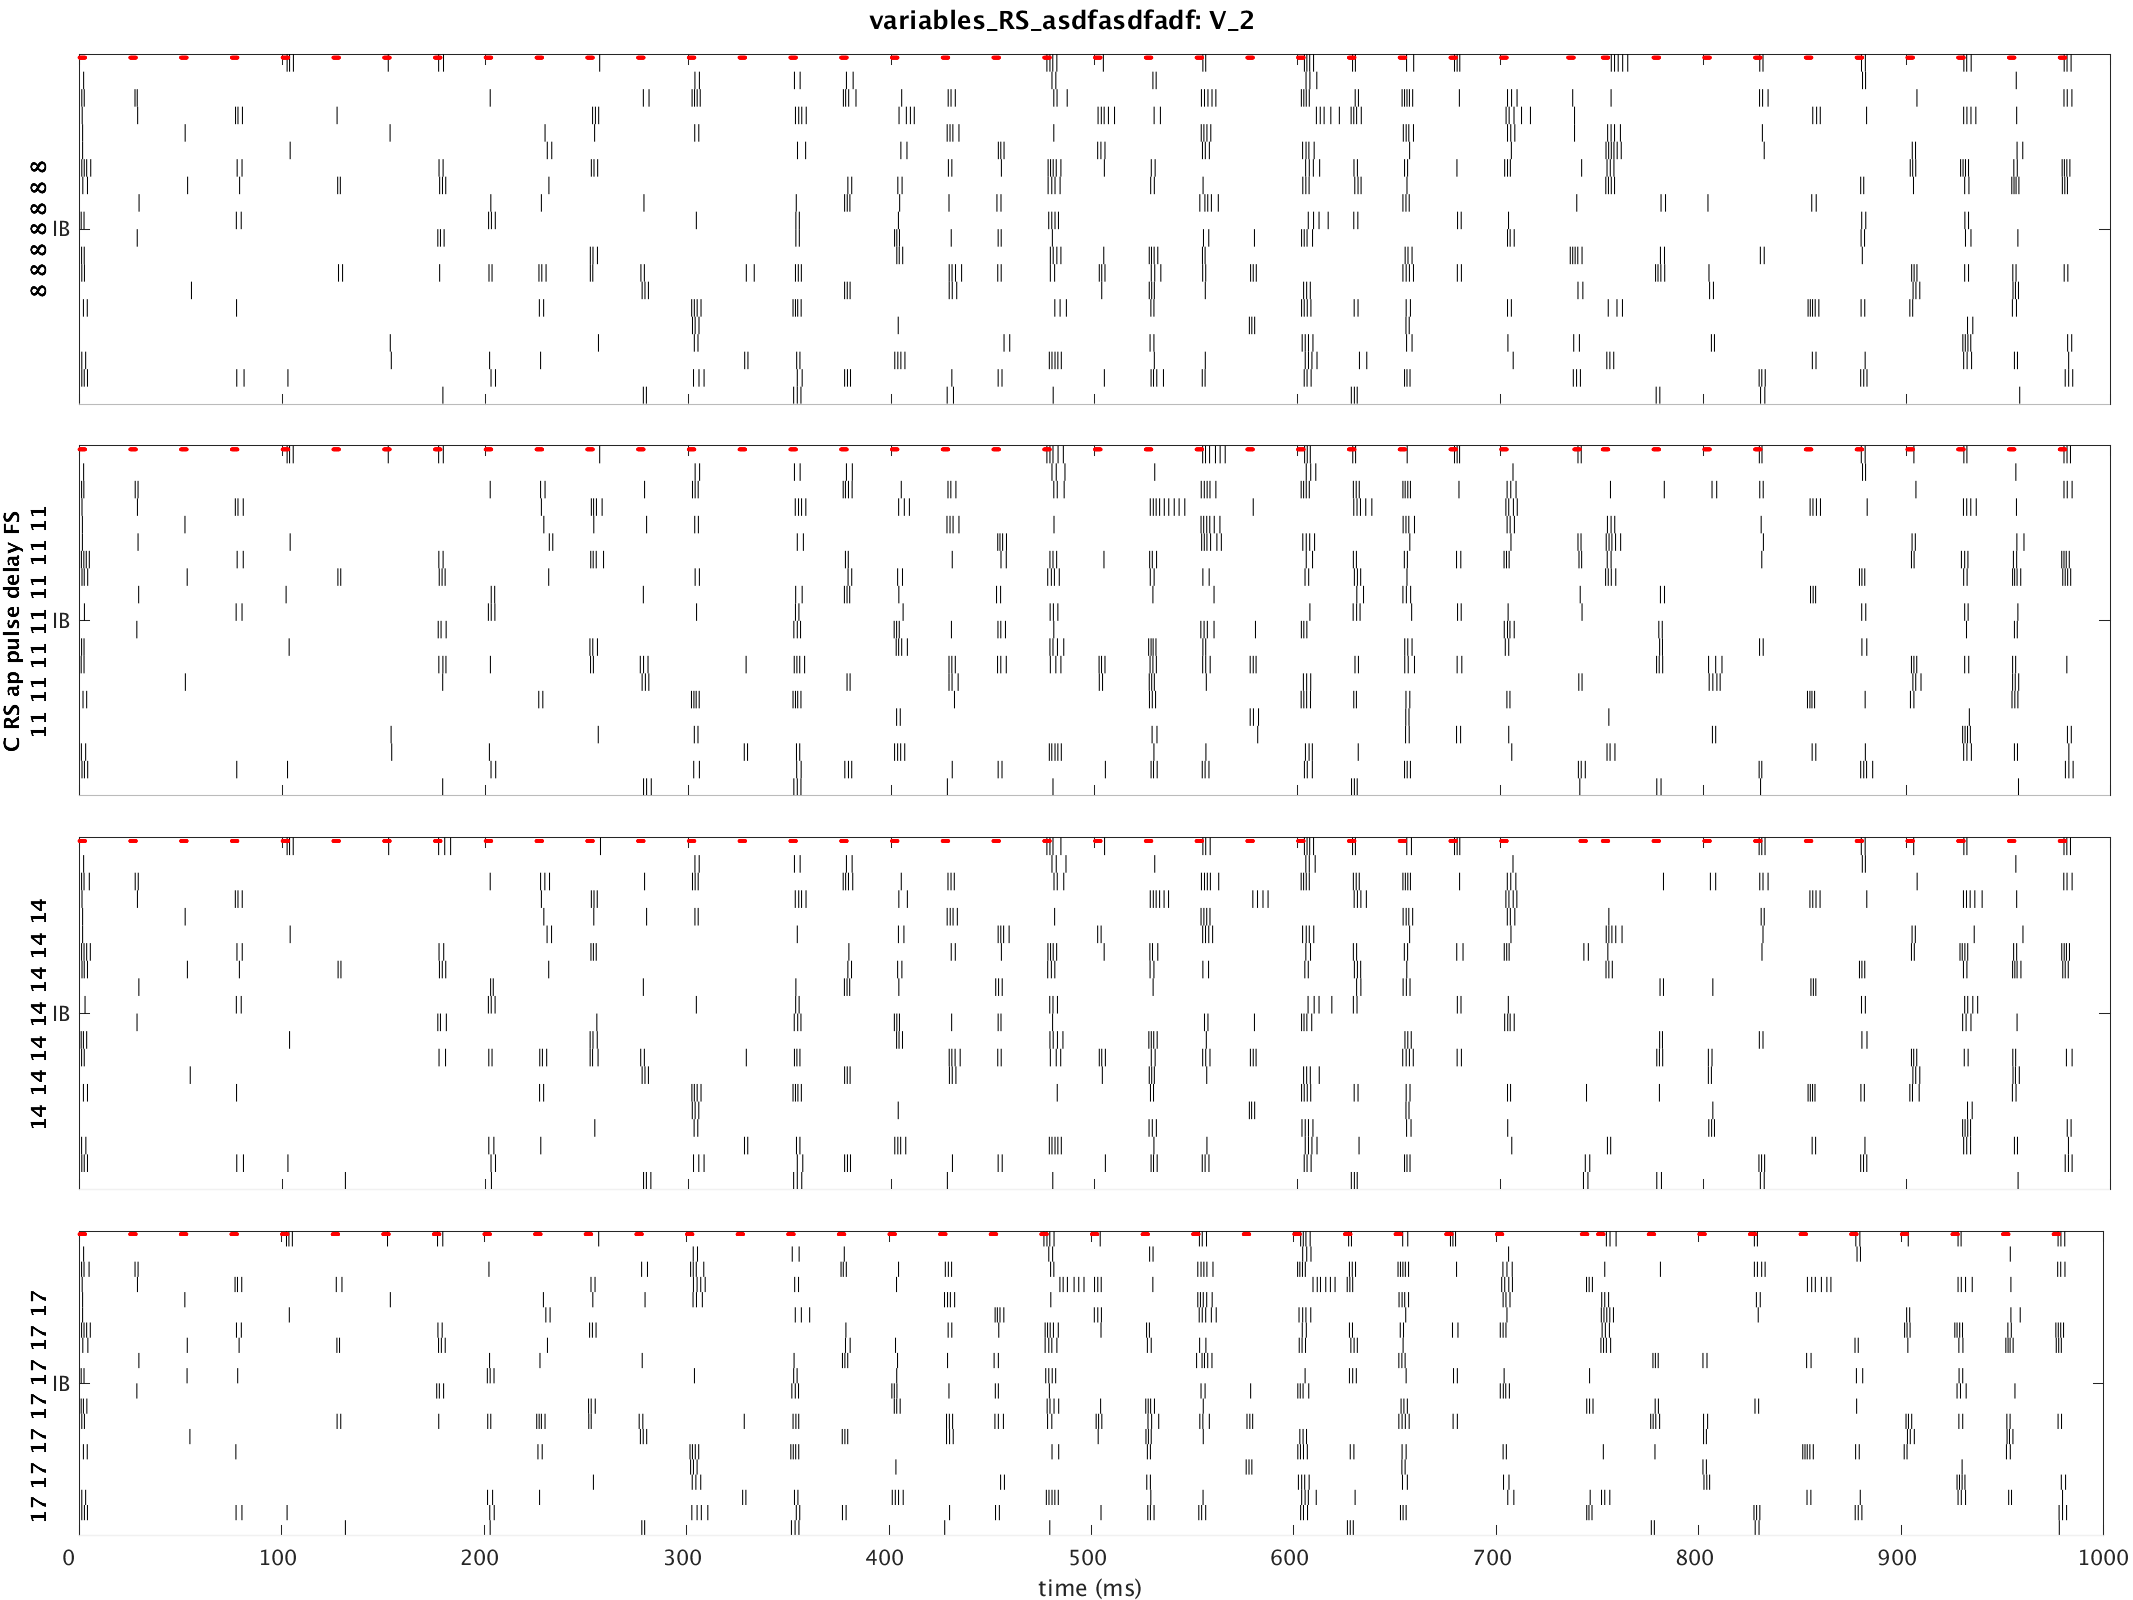 variables_RS_asdfasdfadf: V_2
C RS ap pulse delay FS
8 8 8 8 8 8 8 8
IB
11 11 11 11 11 11 11 11
IB
14 14 14 14 14 14 14 14
IB
17 17 17 17 17 17 17 17
IB
0 100 200 300 400 500 600 700 800 900 1000
time (ms)